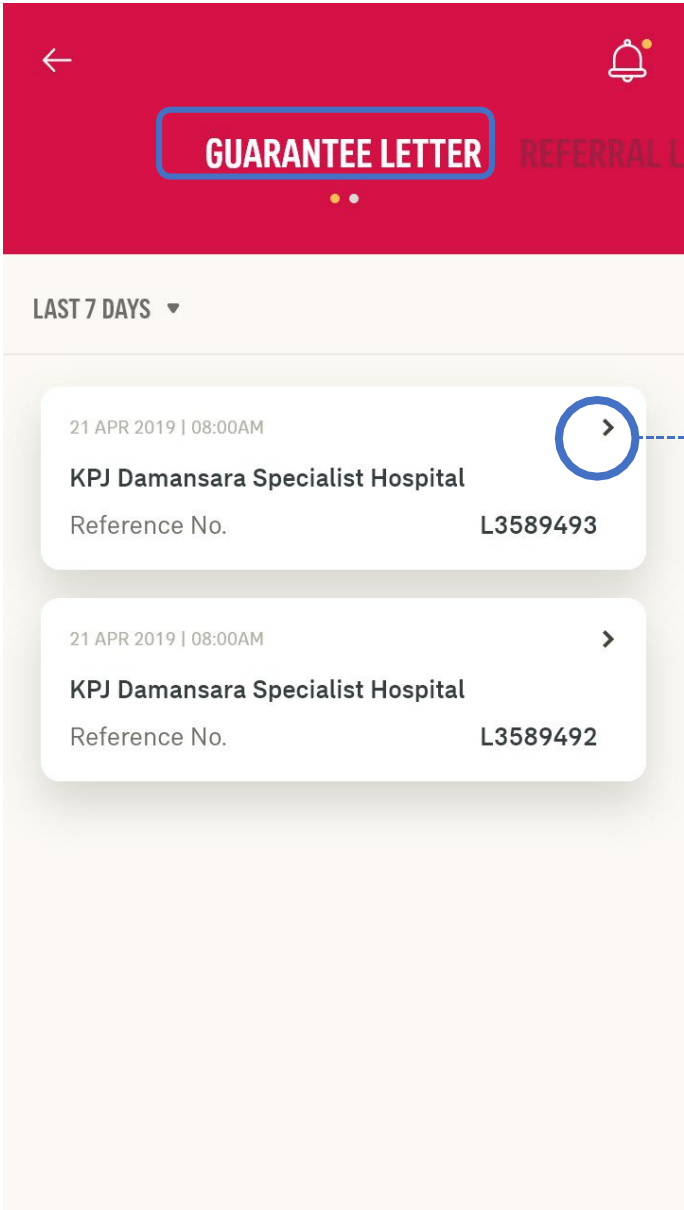 GUARANTEE LETTER REFERRAL L
LAST 7 DAYS
21 APR 2019 | 08:00AM
KPJ Damansara Specialist Hospital
Reference No. L3589493
21 APR 2019 | 08:00AM
KPJ Damansara Specialist Hospital
Reference No. L3589492